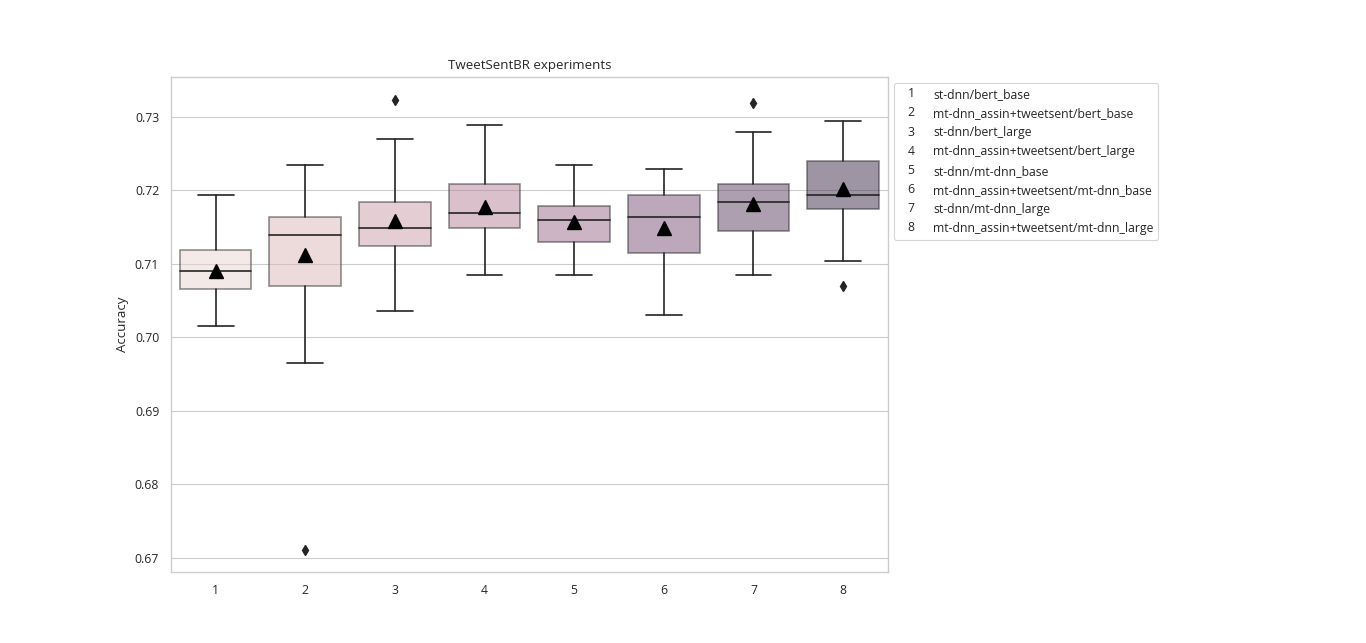 TweetSentBR experiments
Accuracy
0.73
0.72
0.71
0.70
0.69
0.68
0.67
1 2 3 4 5 6 7 8
1 st-dnn/bert_base
2 mt-dnn_assin+tweetsent/bert_base
3 st-dnn/bert_large
4 mt-dnn_assin+tweetsent/bert_large
5 st-dnn/mt-dnn_base
6 mt-dnn_assin+tweetsent/mt-dnn_base
7 st-dnn/mt-dnn_large
8 mt-dnn_assin+tweetsent/mt-dnn_large